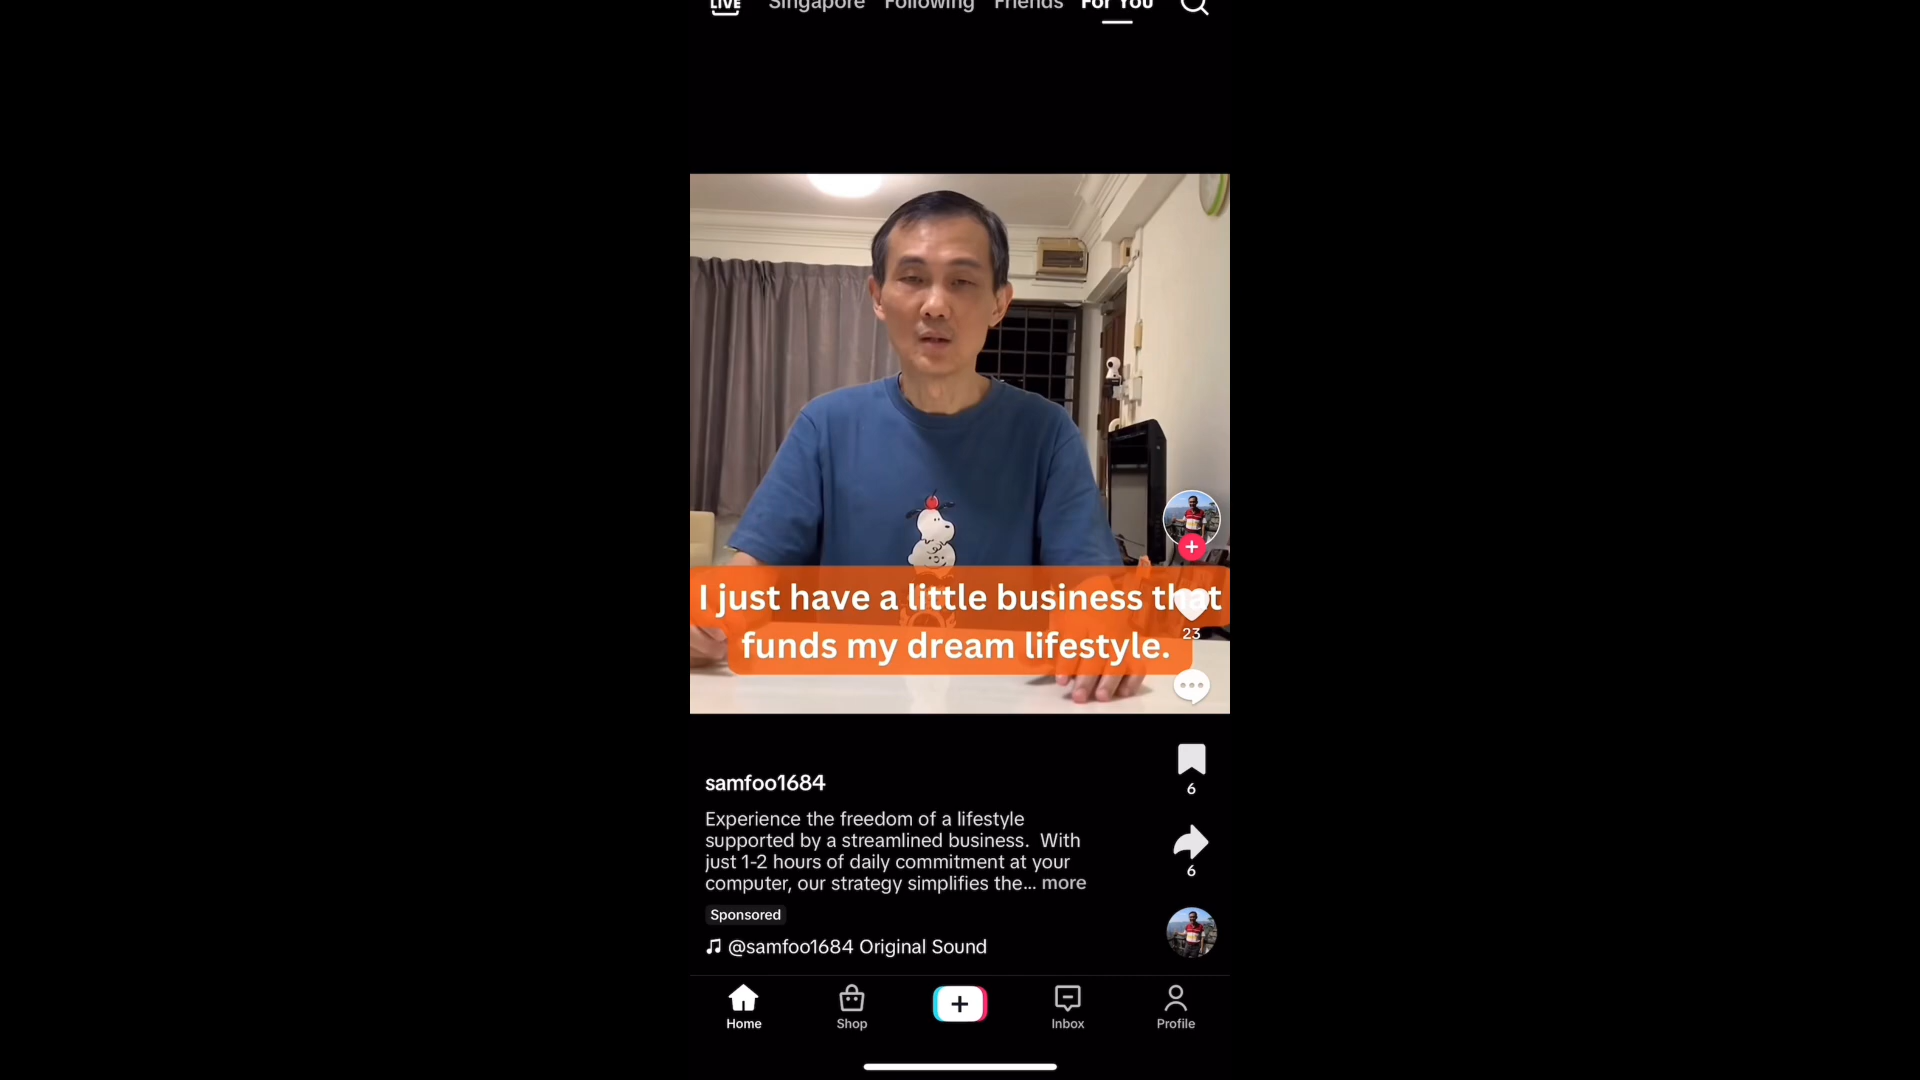 LIVE Singapore Following Friends For You
I just have a little business that
funds my dream lifestyle.
23
6
samfoo1684
Experience the freedom of a lifestyle
supported by a streamlined business.  With
just 1-2 hours of daily commitment at your
computer, our strategy simplifies the... more
6
Sponsored
@samfoo1684 Original Sound
Home Shop Inbox Profile